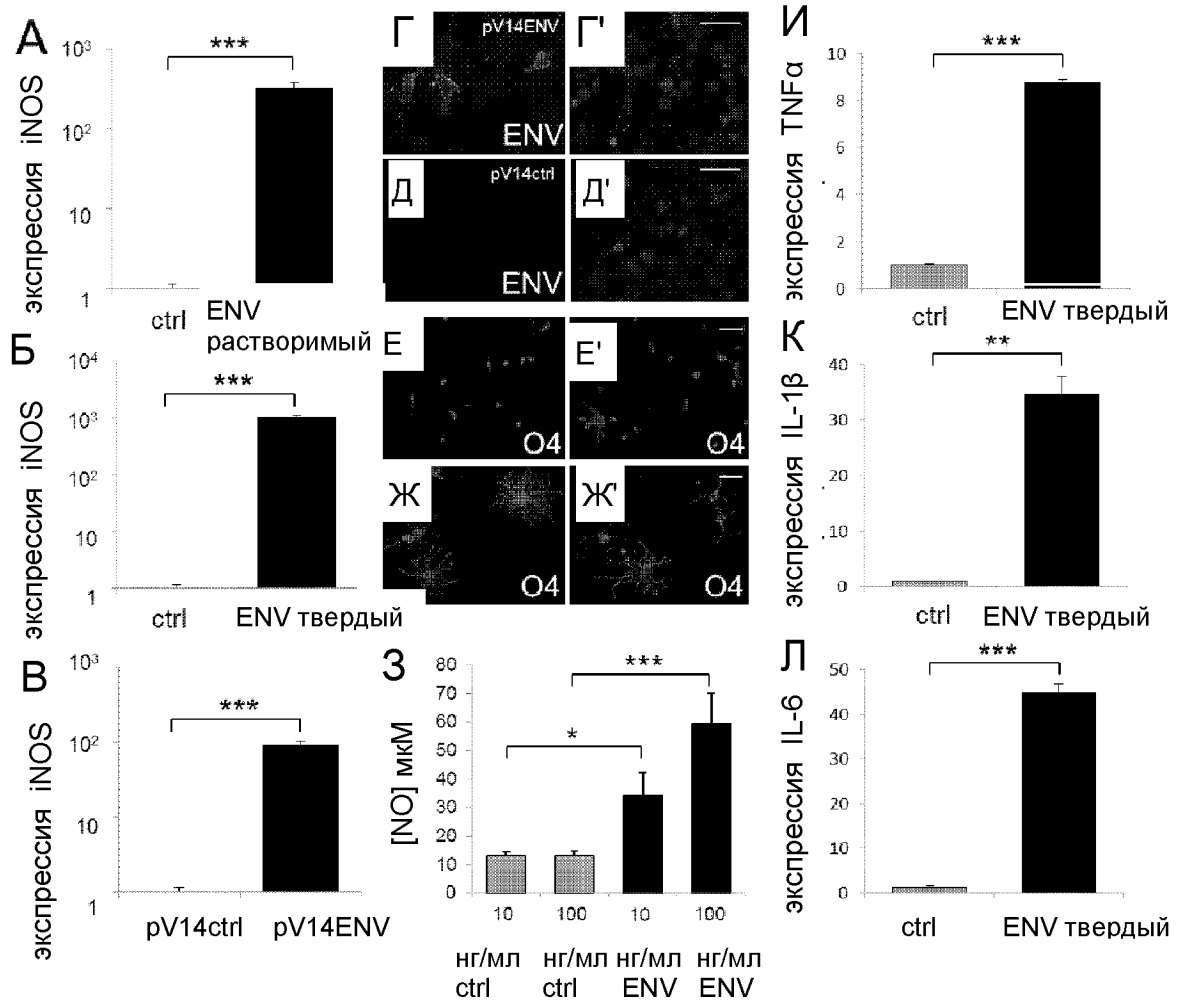 А
экспрессия iNOS
10³
10²
10
1
***
ctrl
ENV
растворимый
Б
экспрессия iNOS
10⁴
10³
10²
10
1
***
ctrl
ENV твердый
В
экспрессия iNOS
10³
10²
10
1
***
pV14ctrl
pV14ENV
Г
pV14ENV
ENV
Г'
Д
pV14ctrl
ENV
Д'
Е
O4
Е'
O4
Ж
O4
Ж'
O4
З
[NO] мкМ
80
70
60
50
40
30
20
10
0
*
***
10
100
10
100
нг/мл нг/мл нг/мл нг/мл
ctrl ctrl ENV ENV
И
экспрессия TNFα
10
8
6
4
2
0
***
ctrl
ENV твердый
К
экспрессия IL-1β
40
30
20
10
0
**
ctrl
ENV твердый
Л
экспрессия IL-6
50
40
30
20
10
0
***
ctrl
ENV твердый